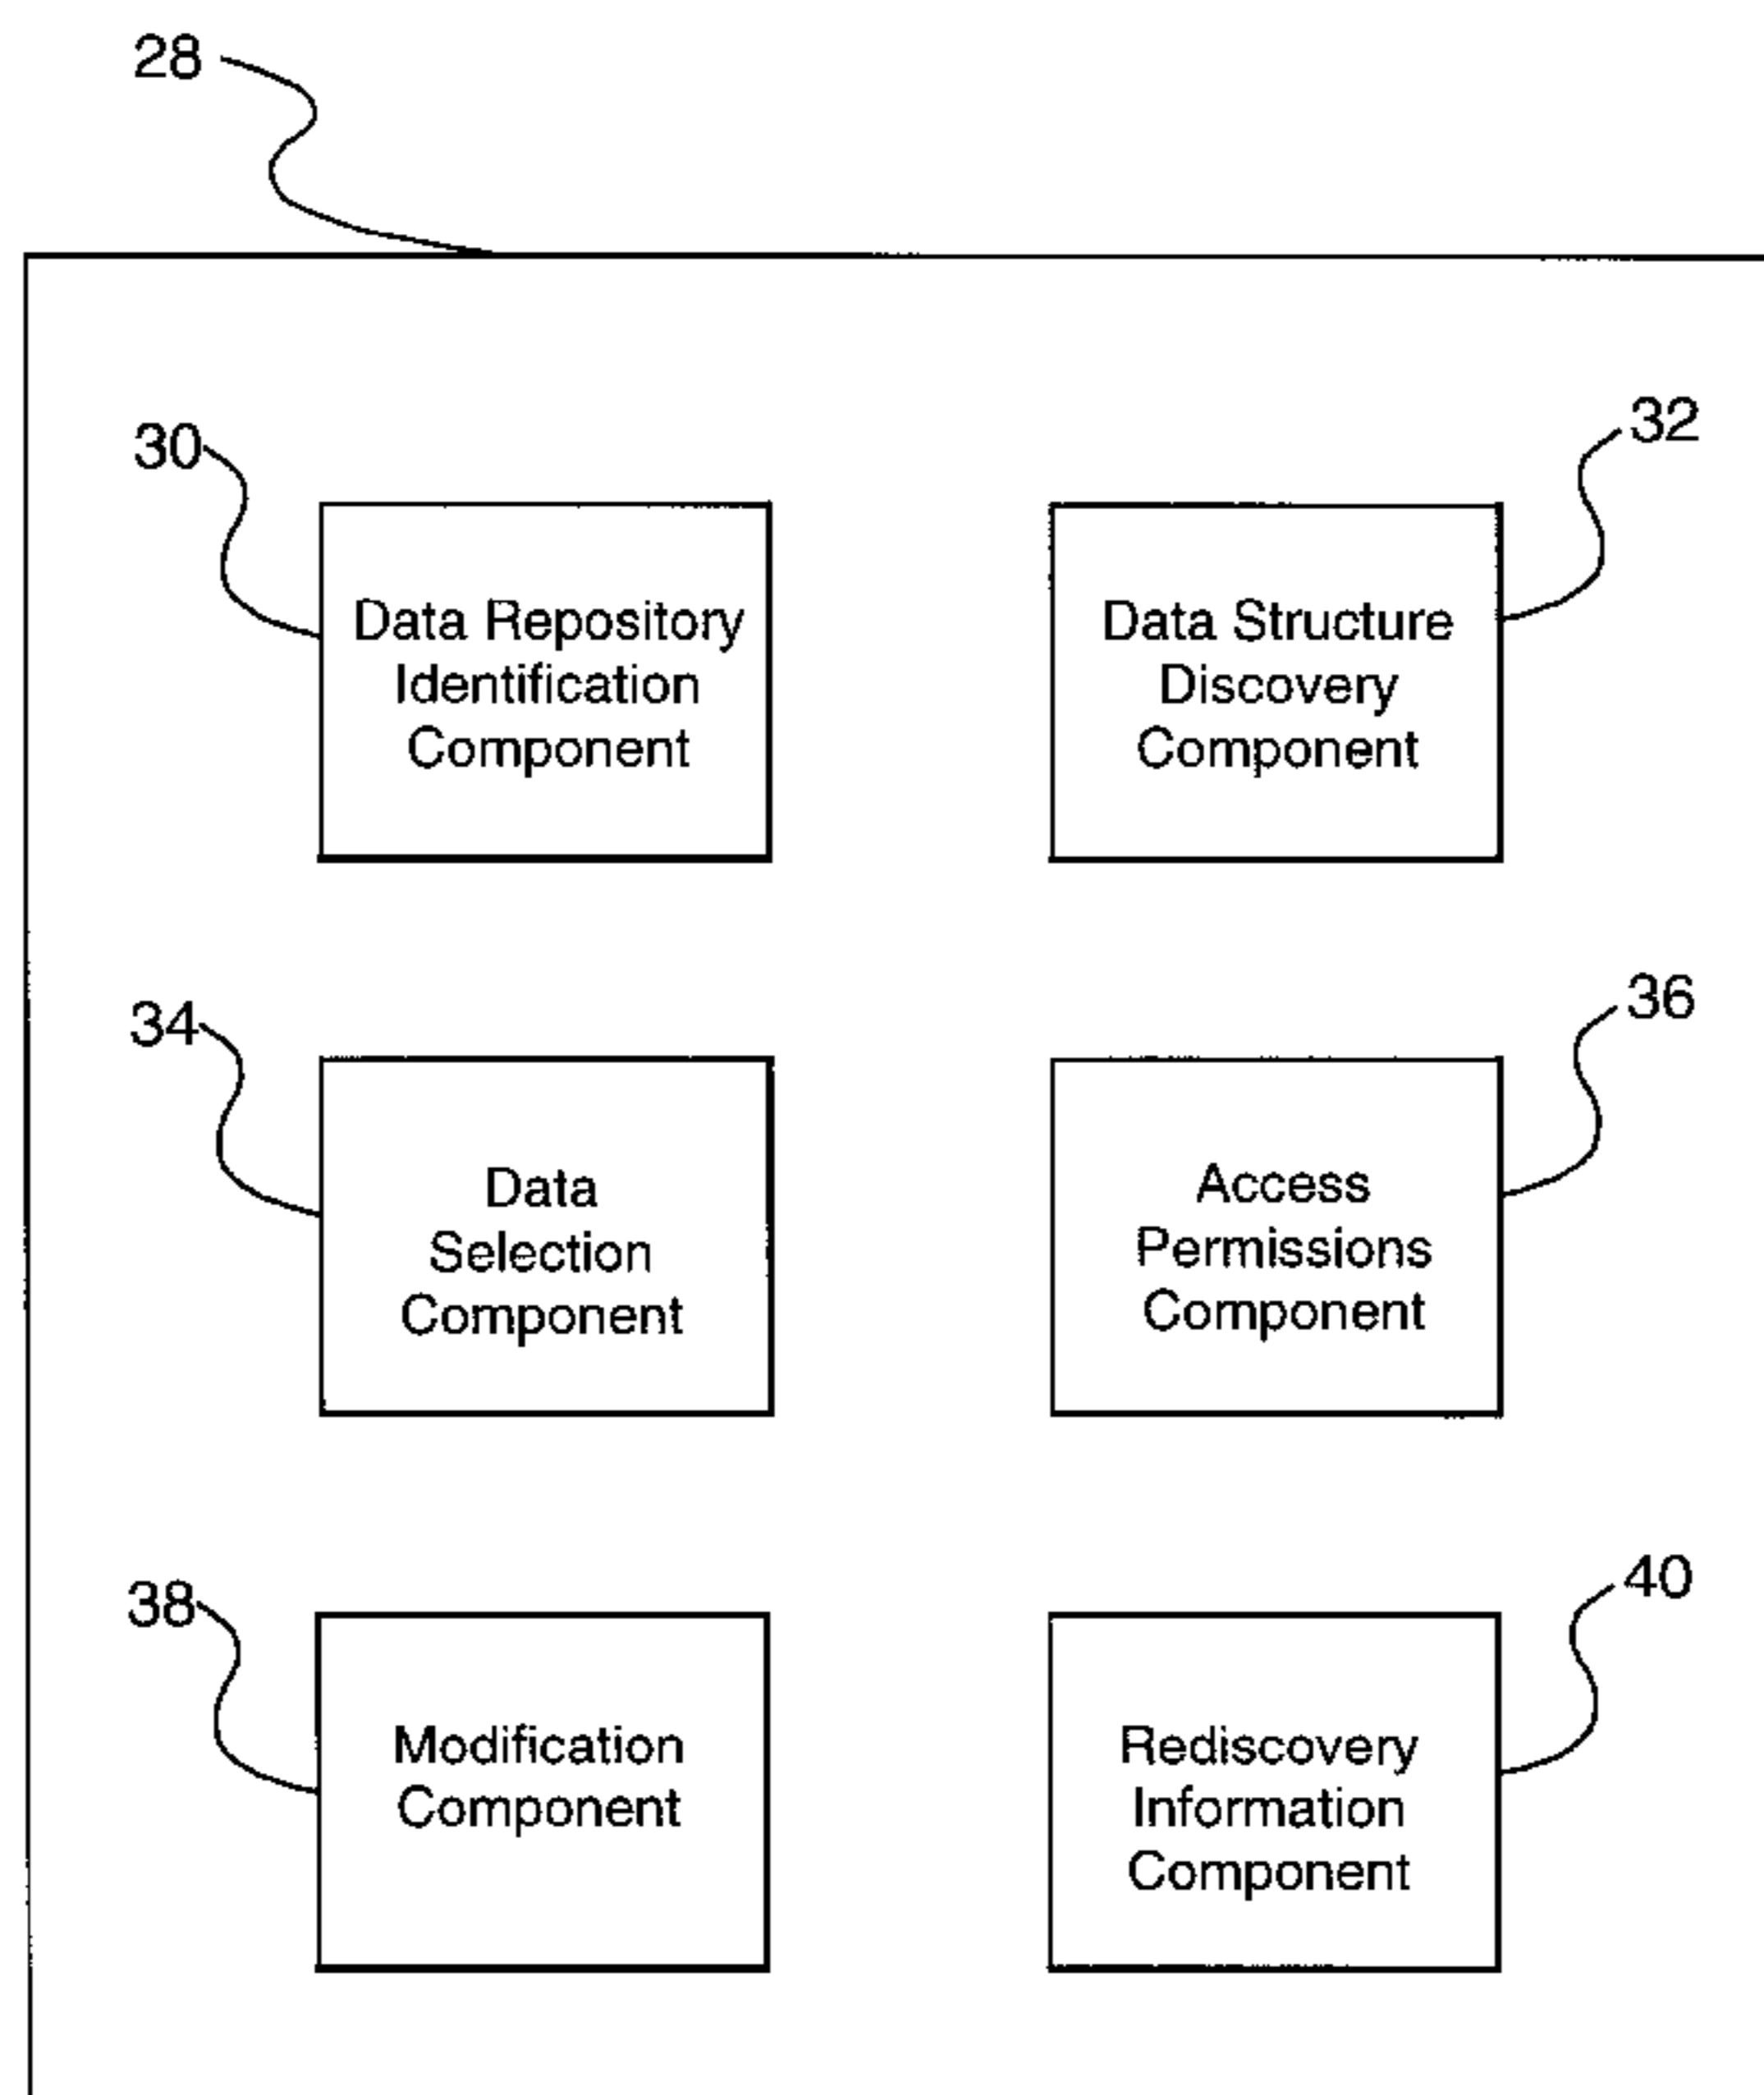 28
30
32
Data Repository
Identification
Component
Data Structure
Discovery
Component
34
36
Data
Selection
Component
Access
Permissions
Component
38
40
Modification
Component
Rediscovery
Information
Component